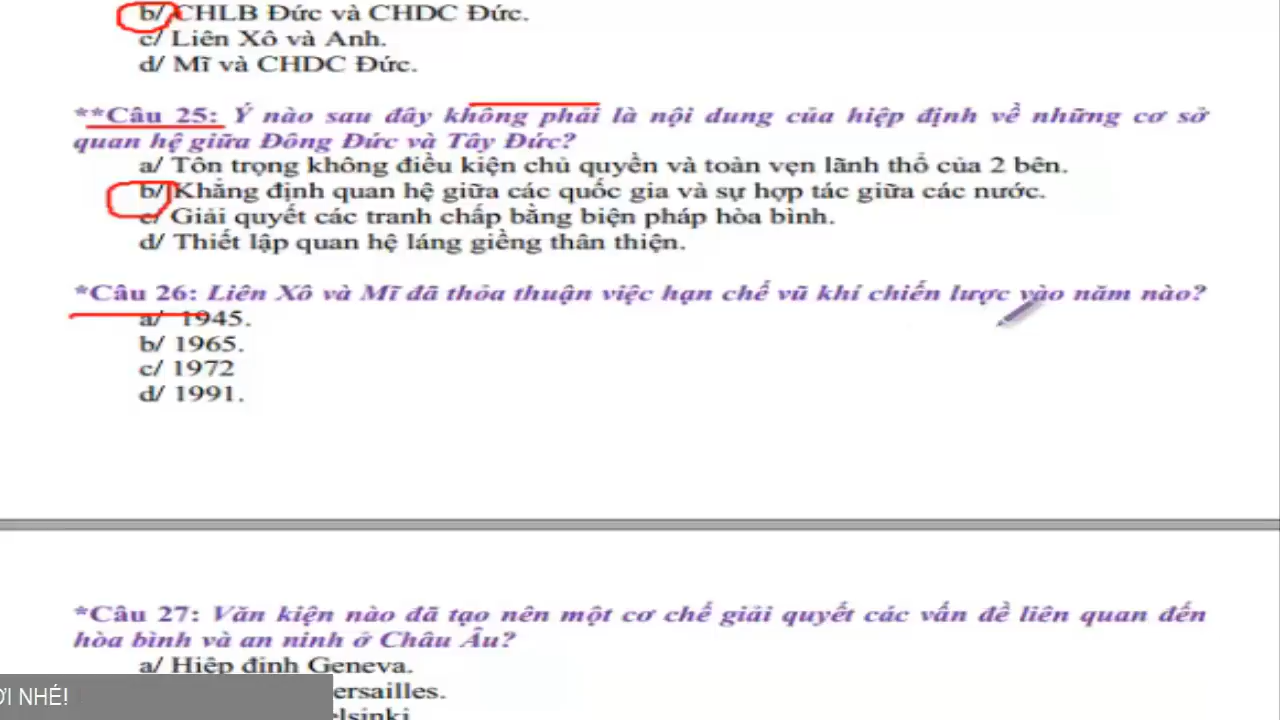 b/ CHLB Đức và CHDC Đức.
c/ Liên Xô và Anh.
d/ Mĩ và CHDC Đức.
**Câu 25: Ý nào sau đây không phải là nội dung của hiệp định về những cơ sở
quan hệ giữa Đông Đức và Tây Đức?
a/ Tôn trọng không điều kiện chủ quyền và toàn vẹn lãnh thổ của 2 bên.
b/ Khẳng định quan hệ giữa các quốc gia và sự hợp tác giữa các nước.
c/ Giải quyết các tranh chấp bằng biện pháp hòa bình.
d/ Thiết lập quan hệ láng giềng thân thiện.
*Câu 26: Liên Xô và Mĩ đã thỏa thuận việc hạn chế vũ khí chiến lược vào năm nào?
a/ 1945.
b/ 1965.
c/ 1972
d/ 1991.
*Câu 27: Văn kiện nào đã tạo nên một cơ chế giải quyết các vấn đề liên quan đến
hòa bình và an ninh ở Châu Âu?
a/ Hiệp định Geneva.
ersailles.
elsinki
ỜI NHÉ!